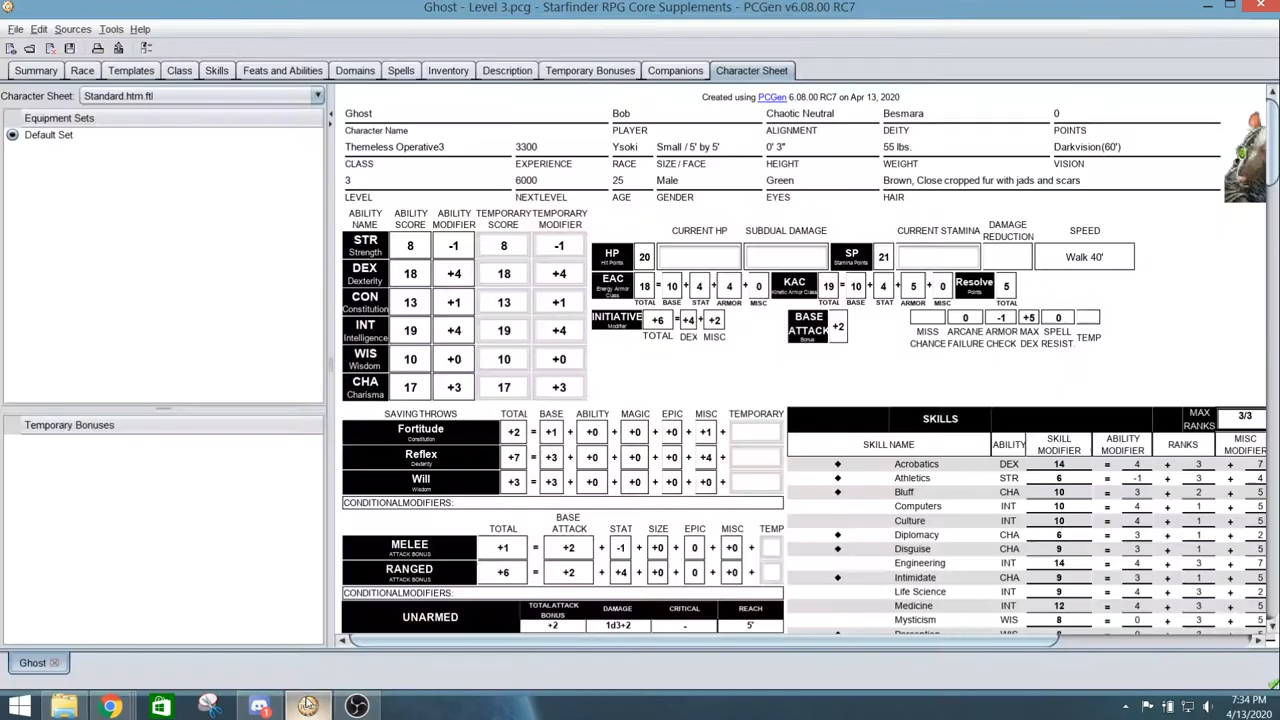 Ghost - Level 3.pcg - Starfinder RPG Core Supplements - PCGen v6.08.00 RC7
File Edit Sources Tools Help
Summary Race Templates Class Skills Feats and Abilities Domains Spells Inventory Description Temporary Bonuses Companions Character Sheet
Character Sheet: Standard.htm.ftl
Equipment Sets
Default Set
Temporary Bonuses
Created using PCGen 6.08.00 RC7 on Apr 13, 2020
Ghost Bob Chaotic Neutral Besmara 0
Character Name PLAYER ALIGNMENT DEITY POINTS
Themeless Operative3 3300 Ysoki Small / 5' by 5' 0' 3" 55 lbs. Darkvision(60')
CLASS EXPERIENCE RACE SIZE / FACE HEIGHT WEIGHT VISION
3 6000 25 Male Green Brown, Close cropped fur with jads and scars
LEVEL NEXTLEVEL AGE GENDER EYES HAIR
ABILITY NAME ABILITY SCORE ABILITY MODIFIER TEMPORARY SCORE TEMPORARY MODIFIER
STR Strength 8 -1 8 -1
DEX Dexterity 18 +4 18 +4
CON Constitution 13 +1 13 +1
INT Intelligence 19 +4 19 +4
WIS Wisdom 10 +0 10 +0
CHA Charisma 17 +3 17 +3
CURRENT HP SUBDUAL DAMAGE CURRENT STAMINA DAMAGE REDUCTION SPEED
HP Hit Points 20 SP Stamina Points 21 Walk 40'
EAC Energy Armor Class 18 = 10 + 4 + 4 + 0 KAC Kinetic Armor Class 19 = 10 + 4 + 5 + 0 Resolve Points 5
TOTAL BASE STAT ARMOR MISC TOTAL BASE STAT ARMOR MISC TOTAL
INITIATIVE Modifier +6 = +4 + +2 BASE ATTACK Bonus +2 0 -1 +5 0
TOTAL DEX MISC MISS CHANCE ARCANE FAILURE ARMOR CHECK MAX DEX SPELL RESIST. TEMP
SAVING THROWS TOTAL BASE ABILITY MAGIC EPIC MISC TEMPORARY
Fortitude Constitution +2 = +1 + +0 + +0 + +0 + +1 +
Reflex Dexterity +7 = +3 + +0 + +0 + +0 + +4 +
Will Wisdom +3 = +3 + +0 + +0 + +0 + +0 +
CONDITIONALMODIFIERS:
TOTAL BASE ATTACK STAT SIZE EPIC MISC TEMP
MELEE ATTACK BONUS +1 = +2 + -1 + +0 + 0 + +0 +
RANGED ATTACK BONUS +6 = +2 + +4 + +0 + 0 + +0 +
CONDITIONALMODIFIERS:
UNARMED TOTALATTACK BONUS DAMAGE CRITICAL REACH
+2 1d3+2 - 5'
SKILLS MAX RANKS 3/3
SKILL NAME ABILITY SKILL MODIFIER ABILITY MODIFIER RANKS MISC MODIFIER
◆ Acrobatics DEX 14 = 4 + 3 + 7
◆ Athletics STR 6 = -1 + 3 + 4
◆ Bluff CHA 10 = 3 + 2 + 5
Computers INT 10 = 4 + 1 + 5
Culture INT 10 = 4 + 1 + 5
◆ Diplomacy CHA 6 = 3 + 1 + 2
◆ Disguise CHA 9 = 3 + 1 + 5
Engineering INT 14 = 4 + 3 + 7
◆ Intimidate CHA 9 = 3 + 1 + 5
Life Science INT 9 = 4 + 3 + 2
Medicine INT 12 = 4 + 3 + 5
Mysticism WIS 8 = 0 + 3 + 5
Ghost
7:34 PM
4/13/2020